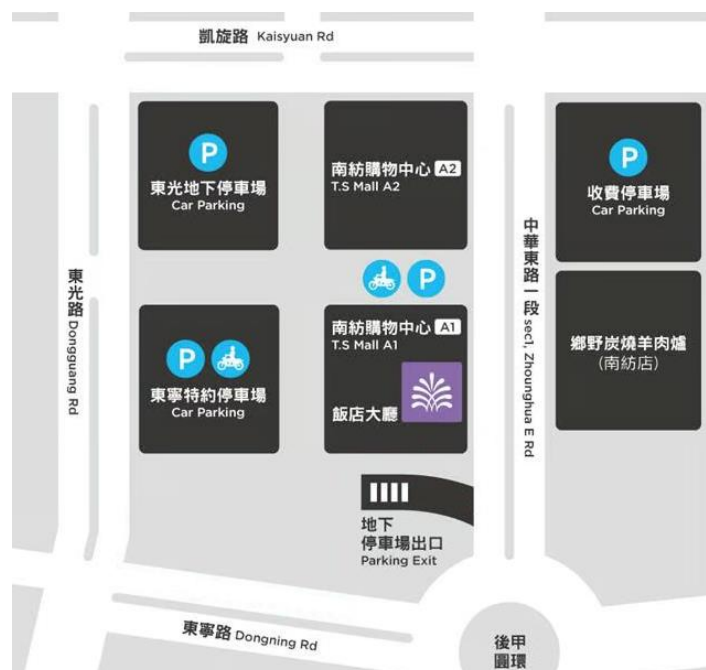 凱旋路 Kaisyuan Rd
P
東光地下停車場
Car Parking
南紡購物中心 A2
T.S Mall A2
P
收費停車場
Car Parking
P
東光路 Dongguang Rd
中華東路一段 sec1, Zhounghua E Rd
P
東寧特約停車場
Car Parking
南紡購物中心 A1
T.S Mall A1
飯店大廳
鄉野炭燒羊肉爐
(南紡店)
地下
停車場出口
Parking Exit
東寧路 Dongning Rd
後甲
圓環